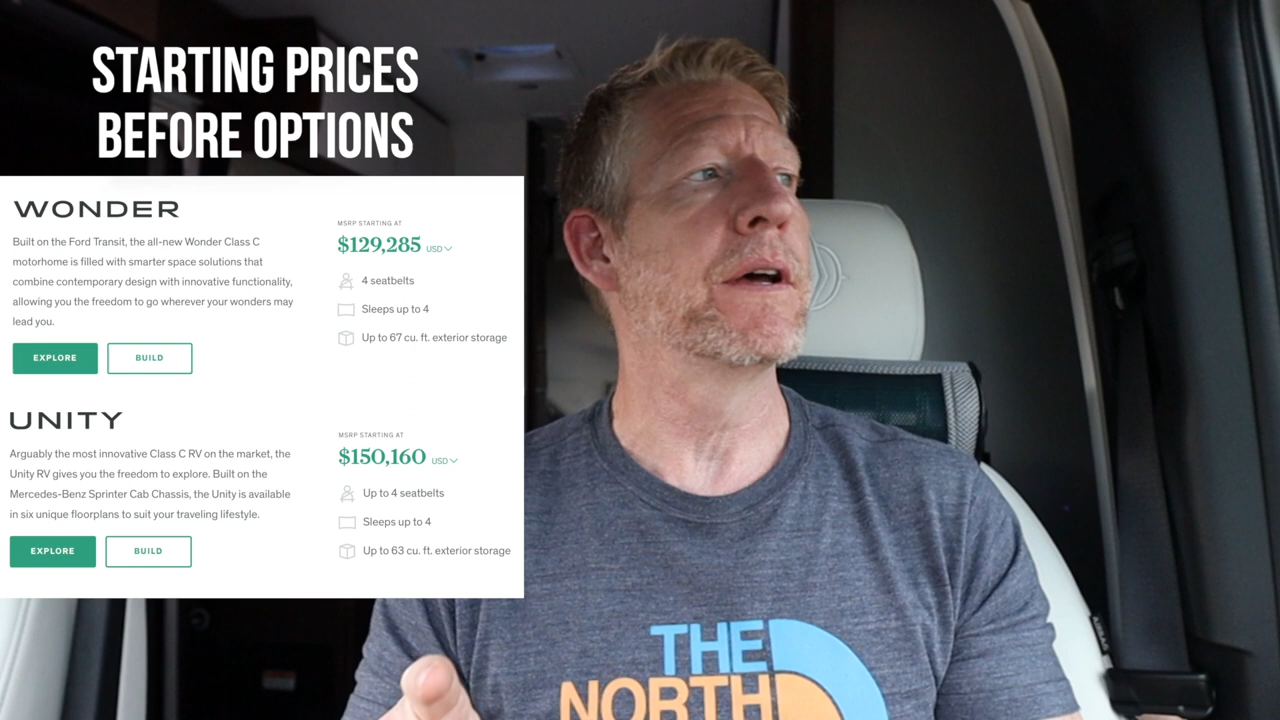 STARTING PRICES
BEFORE OPTIONS
WONDER
Built on the Ford Transit, the all-new Wonder Class C
motorhome is filled with smarter space solutions that
combine contemporary design with innovative functionality,
allowing you the freedom to go wherever your wonders may
lead you.
EXPLORE
BUILD
MSRP STARTING AT
$129,285 USD
4 seatbelts
Sleeps up to 4
Up to 67 cu. ft. exterior storage
UNITY
Arguably the most innovative Class C RV on the market, the
Unity RV gives you the freedom to explore. Built on the
Mercedes-Benz Sprinter Cab Chassis, the Unity is available
in six unique floorplans to suit your traveling lifestyle.
EXPLORE
BUILD
MSRP STARTING AT
$150,160 USD
Up to 4 seatbelts
Sleeps up to 4
Up to 63 cu. ft. exterior storage
THE
NORTH
AIRBAG